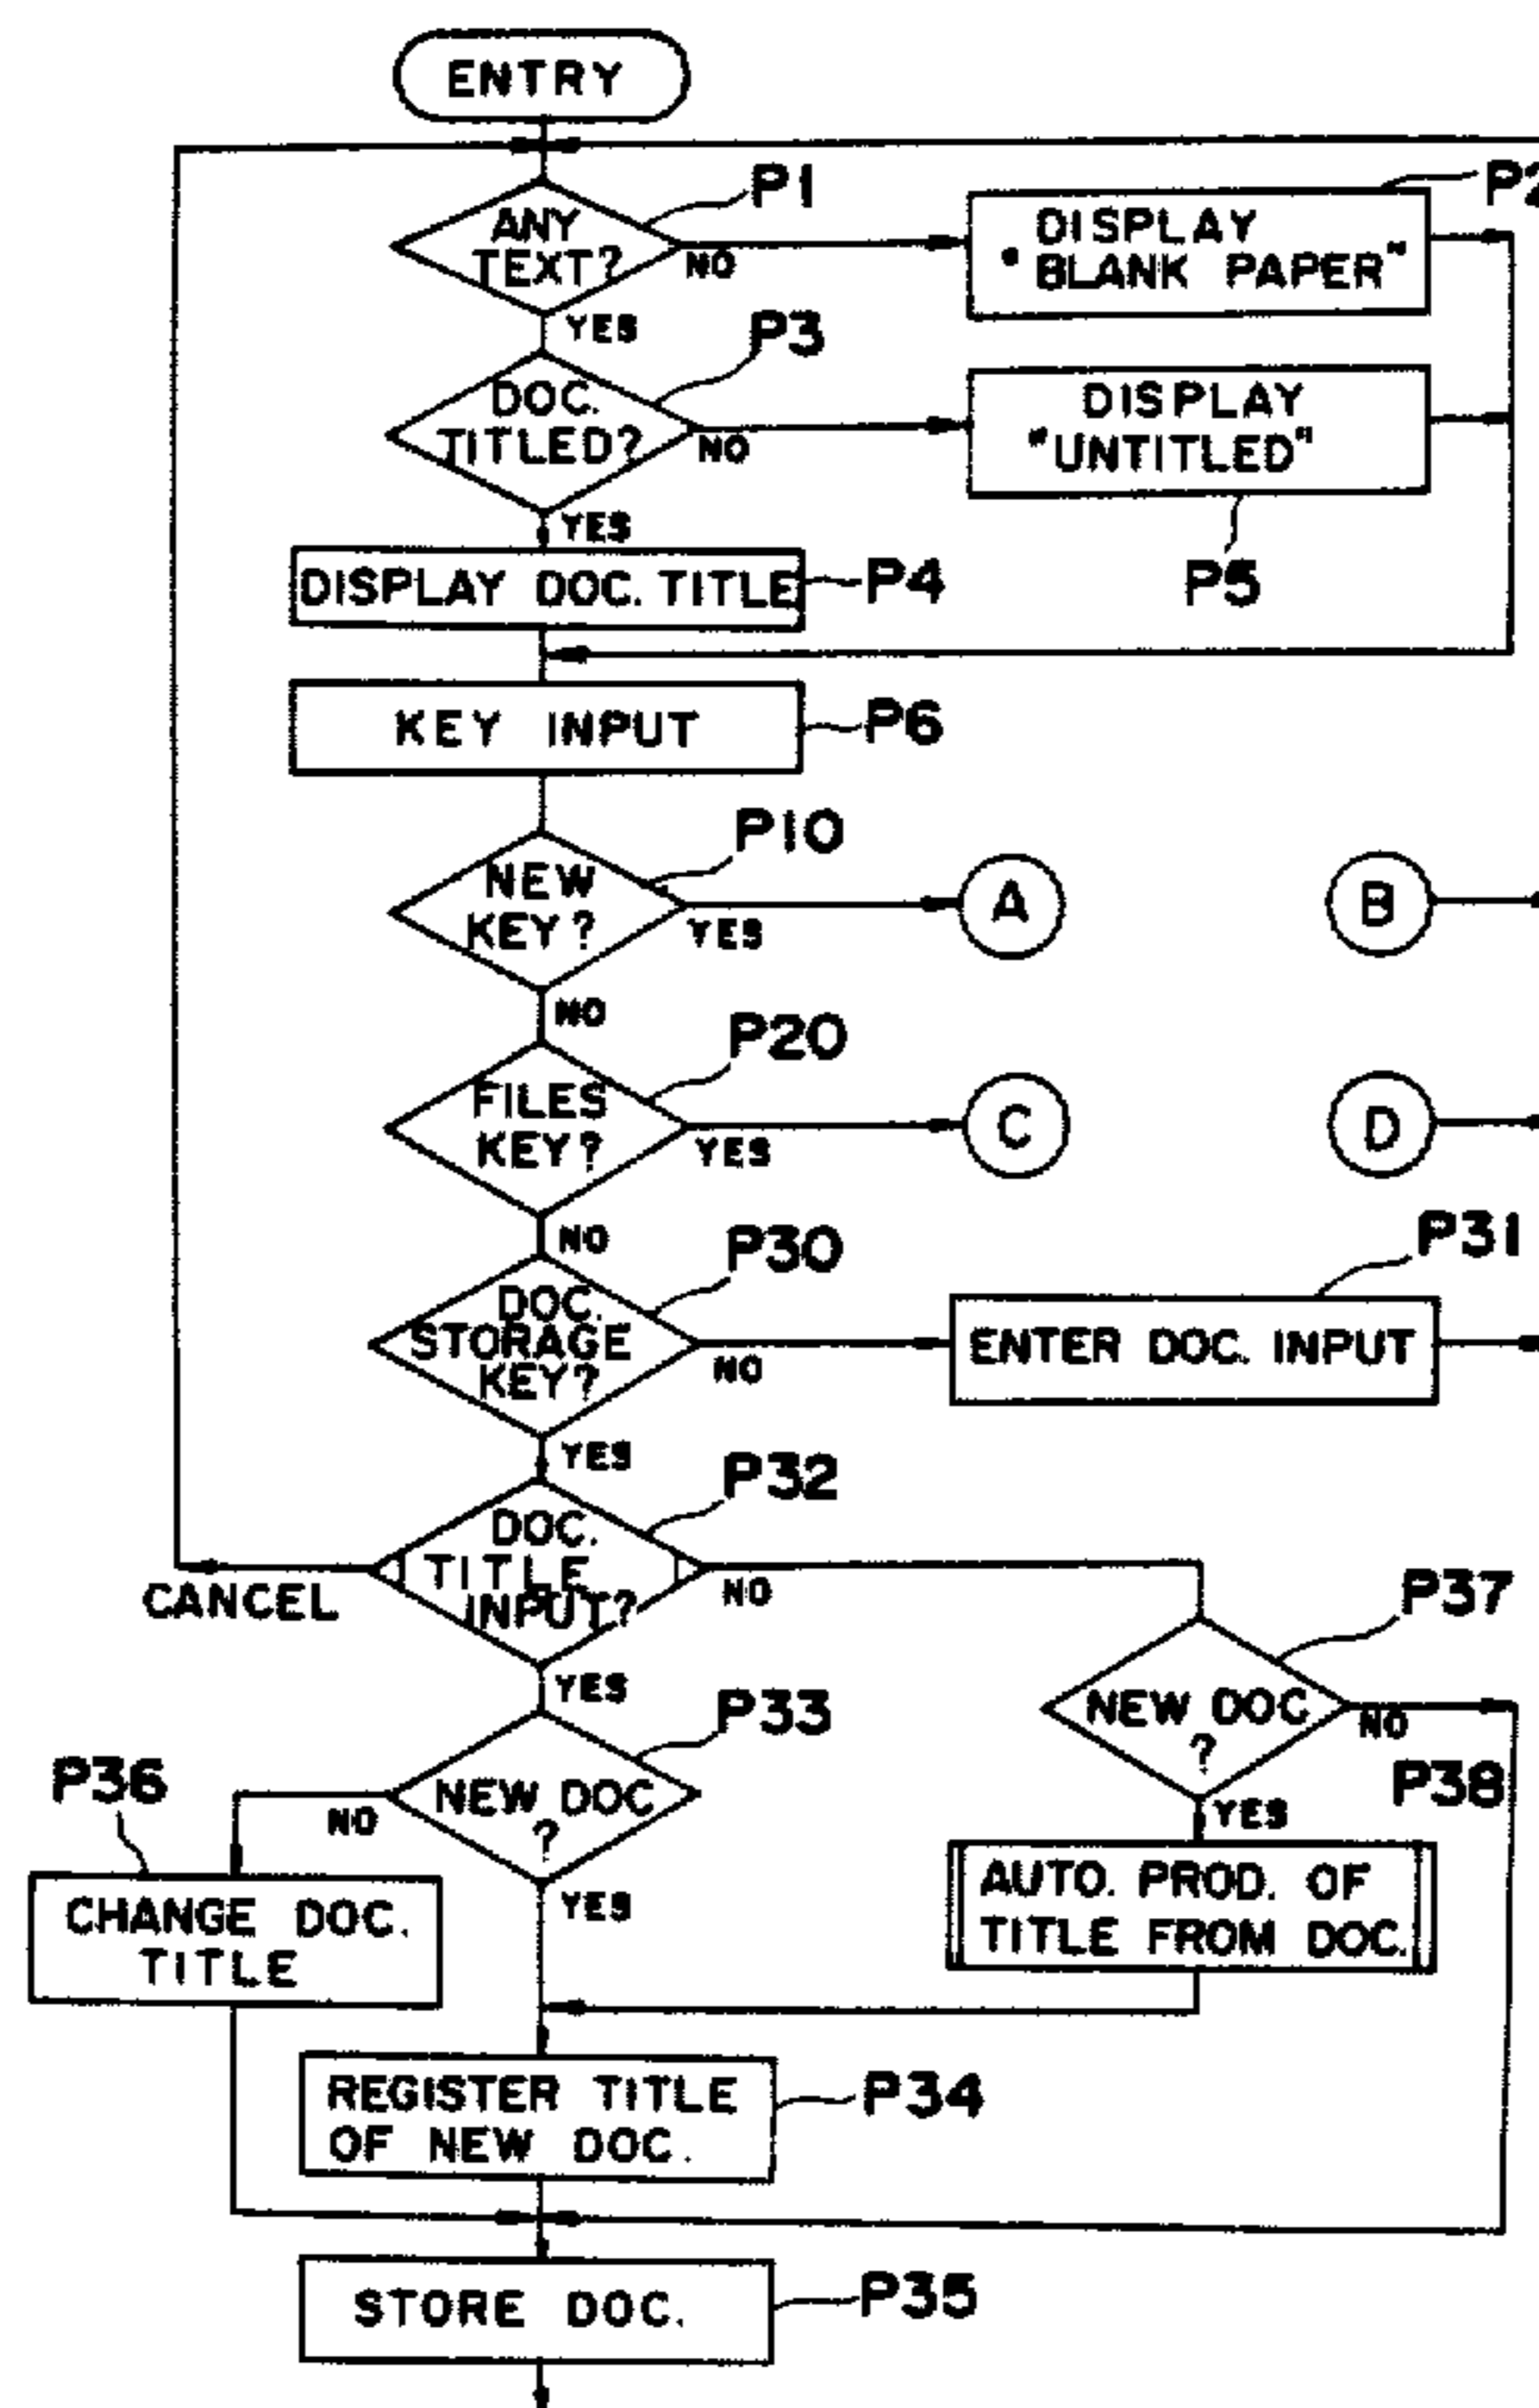 ENTRY
P1
ANY
TEXT?
NO
YES
DISPLAY
"BLANK PAPER"
P3
DOC.
TITLED?
NO
YES
DISPLAY
"UNTITLED"
P5
DISPLAY DOC. TITLE
P4
KEY INPUT
P6
P10
NEW
KEY?
YES
NO
A
B
P20
FILES
KEY?
YES
NO
C
D
P30
DOC.
STORAGE
KEY?
NO
YES
P31
ENTER DOC. INPUT
P32
DOC.
TITLE
INPUT?
CANCEL
NO
YES
P37
NEW DOC
?
NO
YES
P33
NEW DOC
?
NO
YES
P36
CHANGE DOC.
TITLE
P38
AUTO. PROD. OF
TITLE FROM DOC.
REGISTER TITLE
OF NEW DOC.
P34
STORE DOC.
P35